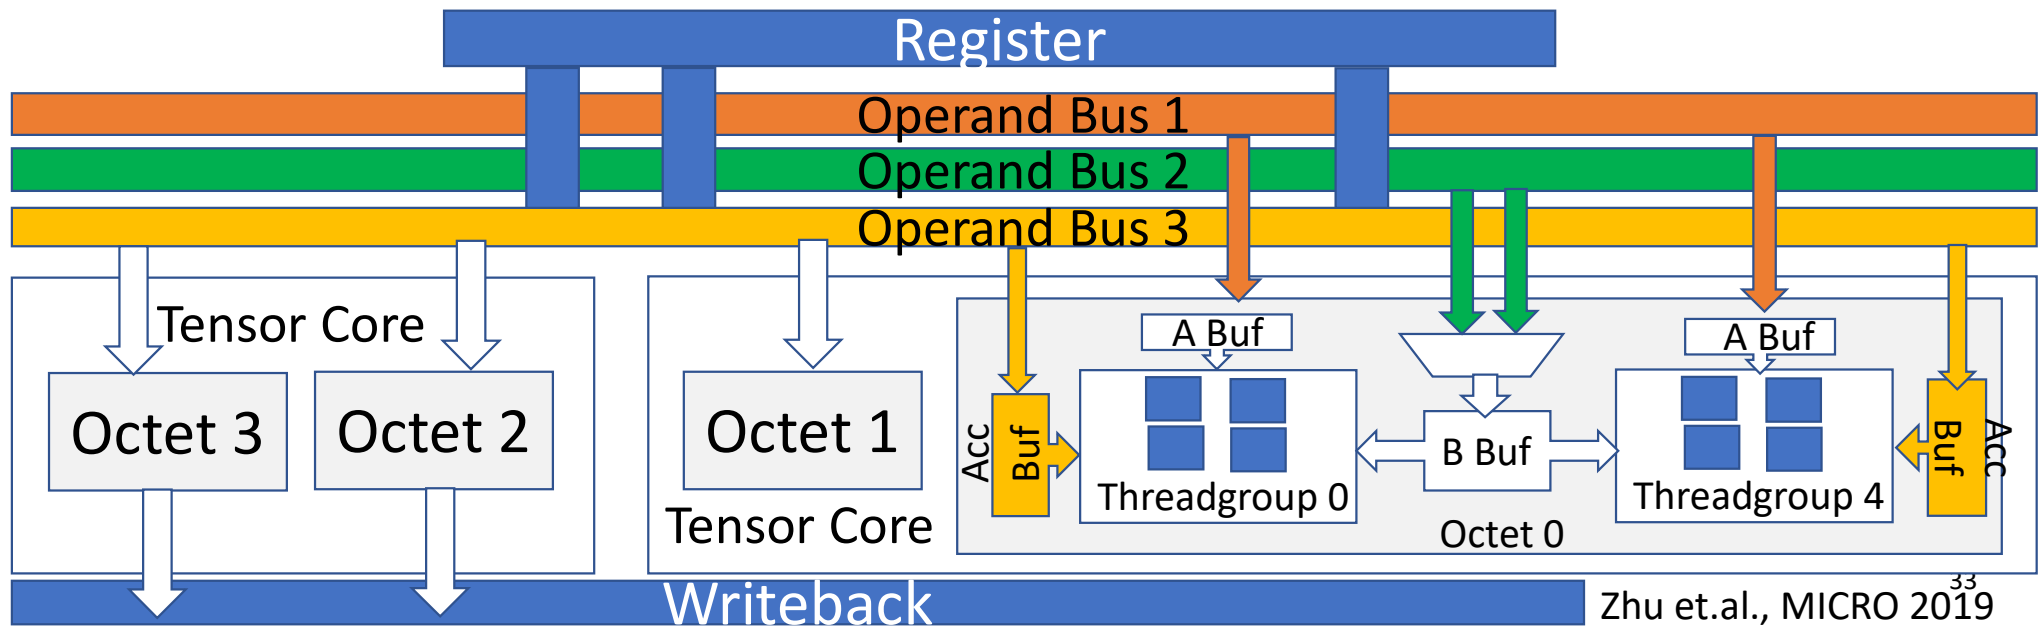 Register
Operand Bus 1
Operand Bus 2
Operand Bus 3
Tensor Core
Octet 3
Octet 2
Octet 1
Tensor Core
Acc
Buf
A Buf
Threadgroup 0
B Buf
A Buf
Threadgroup 4
Buf
Acc
Octet 0
Writeback
33
Zhu et.al., MICRO 2019